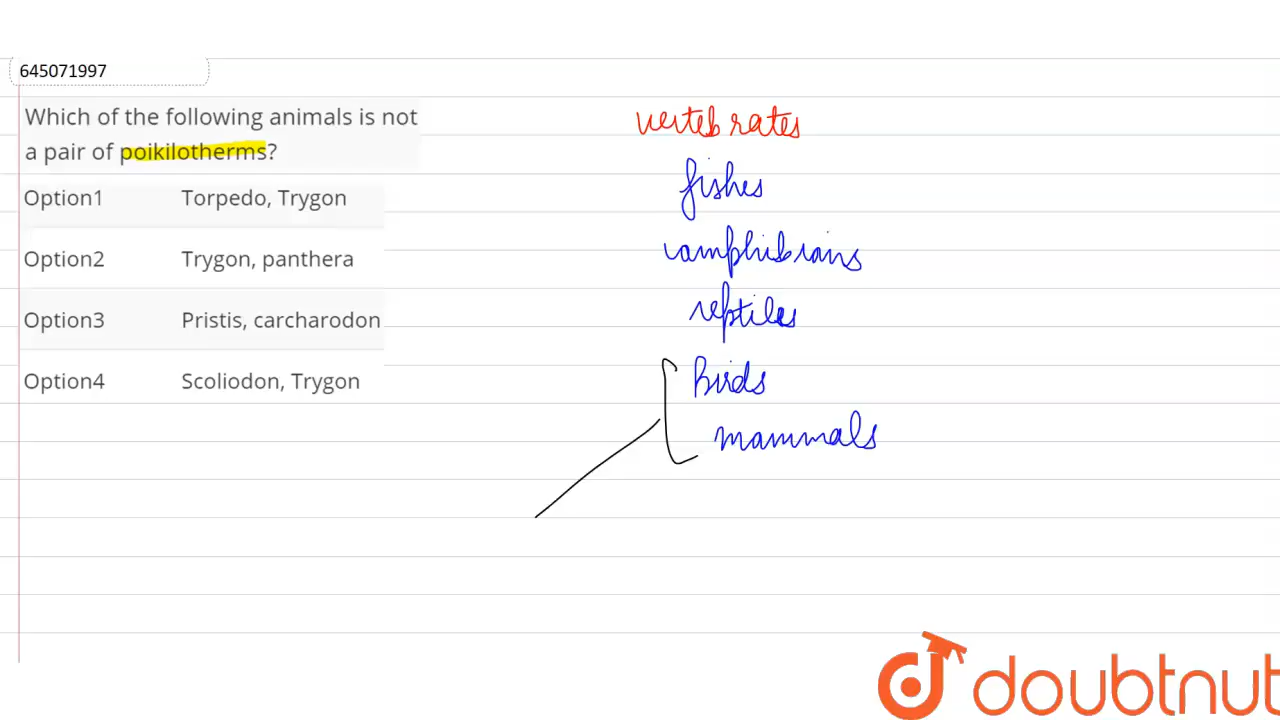 645071997
Which of the following animals is not
a pair of poikilotherms?
Option1 Torpedo, Trygon
Option2 Trygon, panthera
Option3 Pristis, carcharodon
Option4 Scoliodon, Trygon
vertebrates
fishes
amphibians
reptiles
Birds
mammals
doubtnut